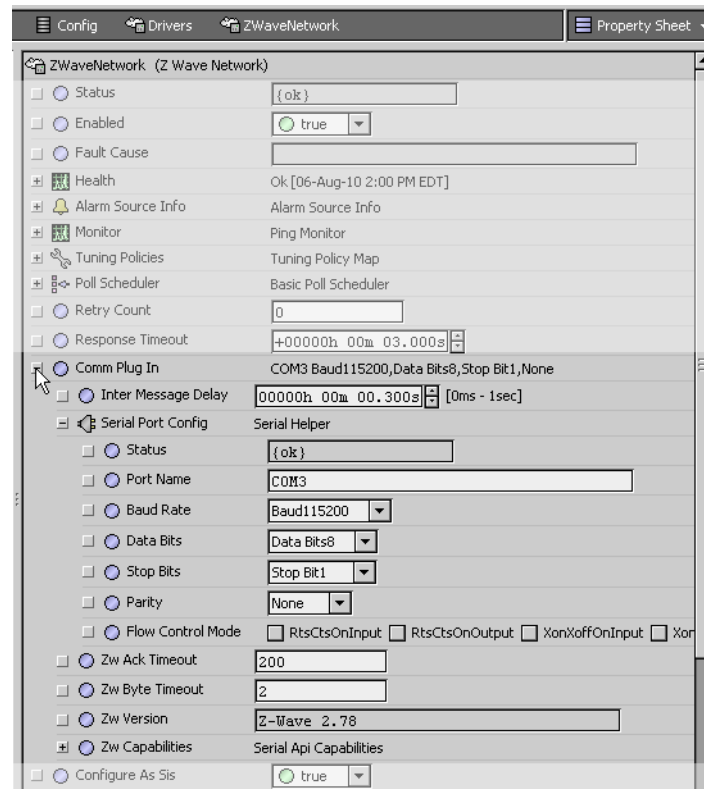 Config Drivers ZWaveNetwork Property Sheet
ZWaveNetwork (Z Wave Network)
Status {ok}
Enabled true
Fault Cause
Health Ok [06-Aug-10 2:00 PM EDT]
Alarm Source Info Alarm Source Info
Monitor Ping Monitor
Tuning Policies Tuning Policy Map
Poll Scheduler Basic Poll Scheduler
Retry Count 0
Response Timeout +00000h 00m 03.000s
Comm Plug In COM3 Baud115200,Data Bits8,Stop Bit1,None
Inter Message Delay 00000h 00m 00.300s [0ms - 1sec]
Serial Port Config Serial Helper
Status {ok}
Port Name COM3
Baud Rate Baud115200
Data Bits Data Bits8
Stop Bits Stop Bit1
Parity None
Flow Control Mode RtsCtsOnInput RtsCtsOnOutput XonXoffOnInput Xor
Zw Ack Timeout 200
Zw Byte Timeout 2
Zw Version Z-Wave 2.78
Zw Capabilities Serial Api Capabilities
Configure As Sis true